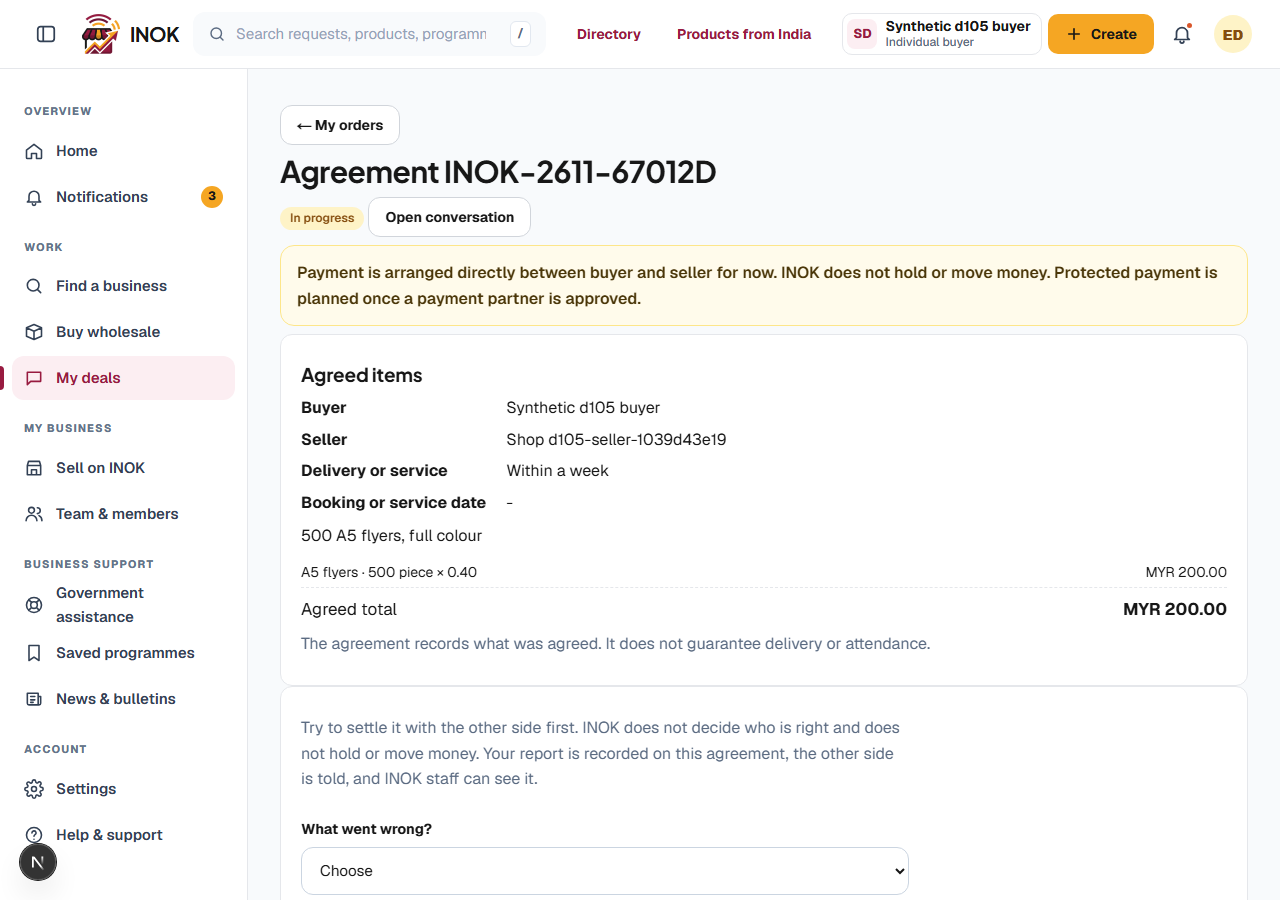 INOK
Search requests, products, programm
/
Directory
Products from India
SD
Synthetic d105 buyer
Individual buyer
+ Create
ED
OVERVIEW
Home
Notifications
3
WORK
Find a business
Buy wholesale
My deals
MY BUSINESS
Sell on INOK
Team & members
BUSINESS SUPPORT
Government
assistance
Saved programmes
News & bulletins
ACCOUNT
Settings
Help & support
N
← My orders
Agreement INOK-2611-67012D
In progress
Open conversation
Payment is arranged directly between buyer and seller for now. INOK does not hold or move money. Protected payment is
planned once a payment partner is approved.
Agreed items
Buyer Synthetic d105 buyer
Seller Shop d105-seller-1039d43e19
Delivery or service Within a week
Booking or service date -
500 A5 flyers, full colour
A5 flyers · 500 piece × 0.40 MYR 200.00
Agreed total MYR 200.00
The agreement records what was agreed. It does not guarantee delivery or attendance.
Try to settle it with the other side first. INOK does not decide who is right and does
not hold or move money. Your report is recorded on this agreement, the other side
is told, and INOK staff can see it.
What went wrong?
Choose